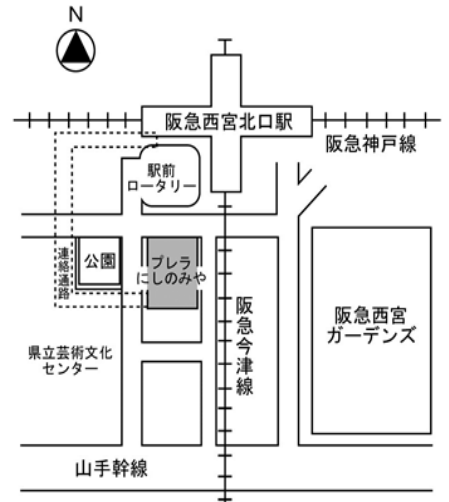 N
阪急西宮北口駅
阪急神戸線
駅前
ロータリー
連絡通路
公園
プレラ
にしのみや
阪急今津線
阪急西宮
ガーデンズ
県立芸術文化
センター
山手幹線